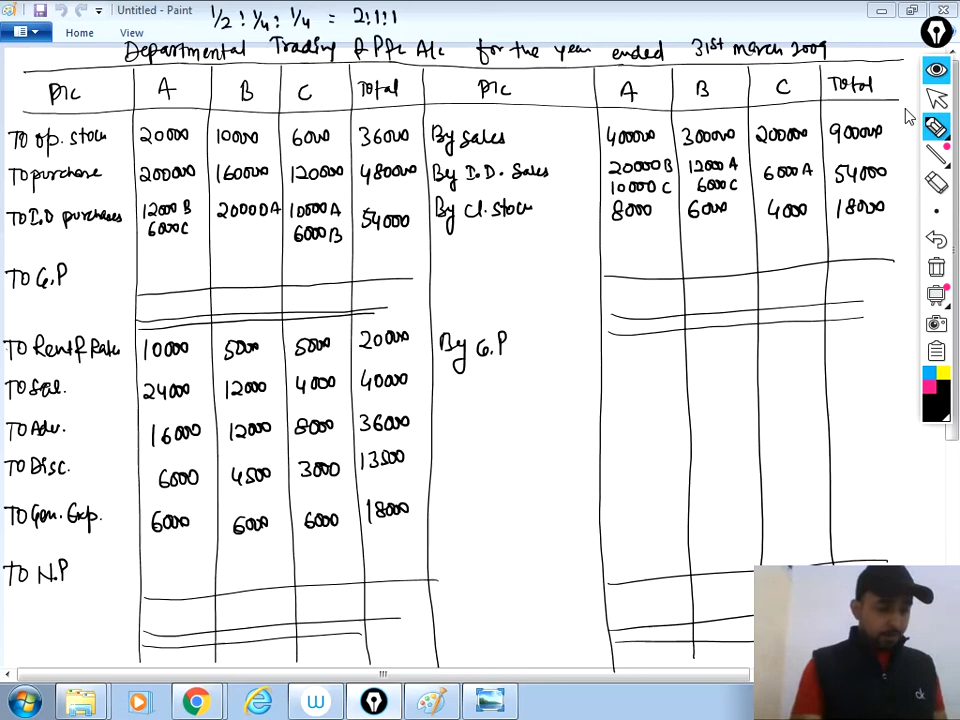 Untitled - Paint
Home View
1/2 : 1/4 : 1/4 = 2:1:1
Departmental Trading & P&L A/c for the year ended 31st march 2009
P/c A B C Total P/c A B C Total
To op. stock 20000 10000 6000 36000 By Sales 400000 300000 200000 900000
To purchase 200000 160000 120000 480000 By I.D. Sales 20000 B 12000 A 6000 A 54000
10000 C 6000 C
To I.D purchases 12000 B 20000 A 10000 A 54000 By Cl. Stock 8000 6000 4000 18000
6000 C 6000 B
To G.P
To Rent & Rates 10000 5000 5000 20000 By G.P
To Sal. 24000 12000 4000 40000
To Adv. 16000 12000 8000 36000
To Disc. 6000 4500 3000 13500
To Gen. Exp. 6000 6000 6000 18000
To N.P